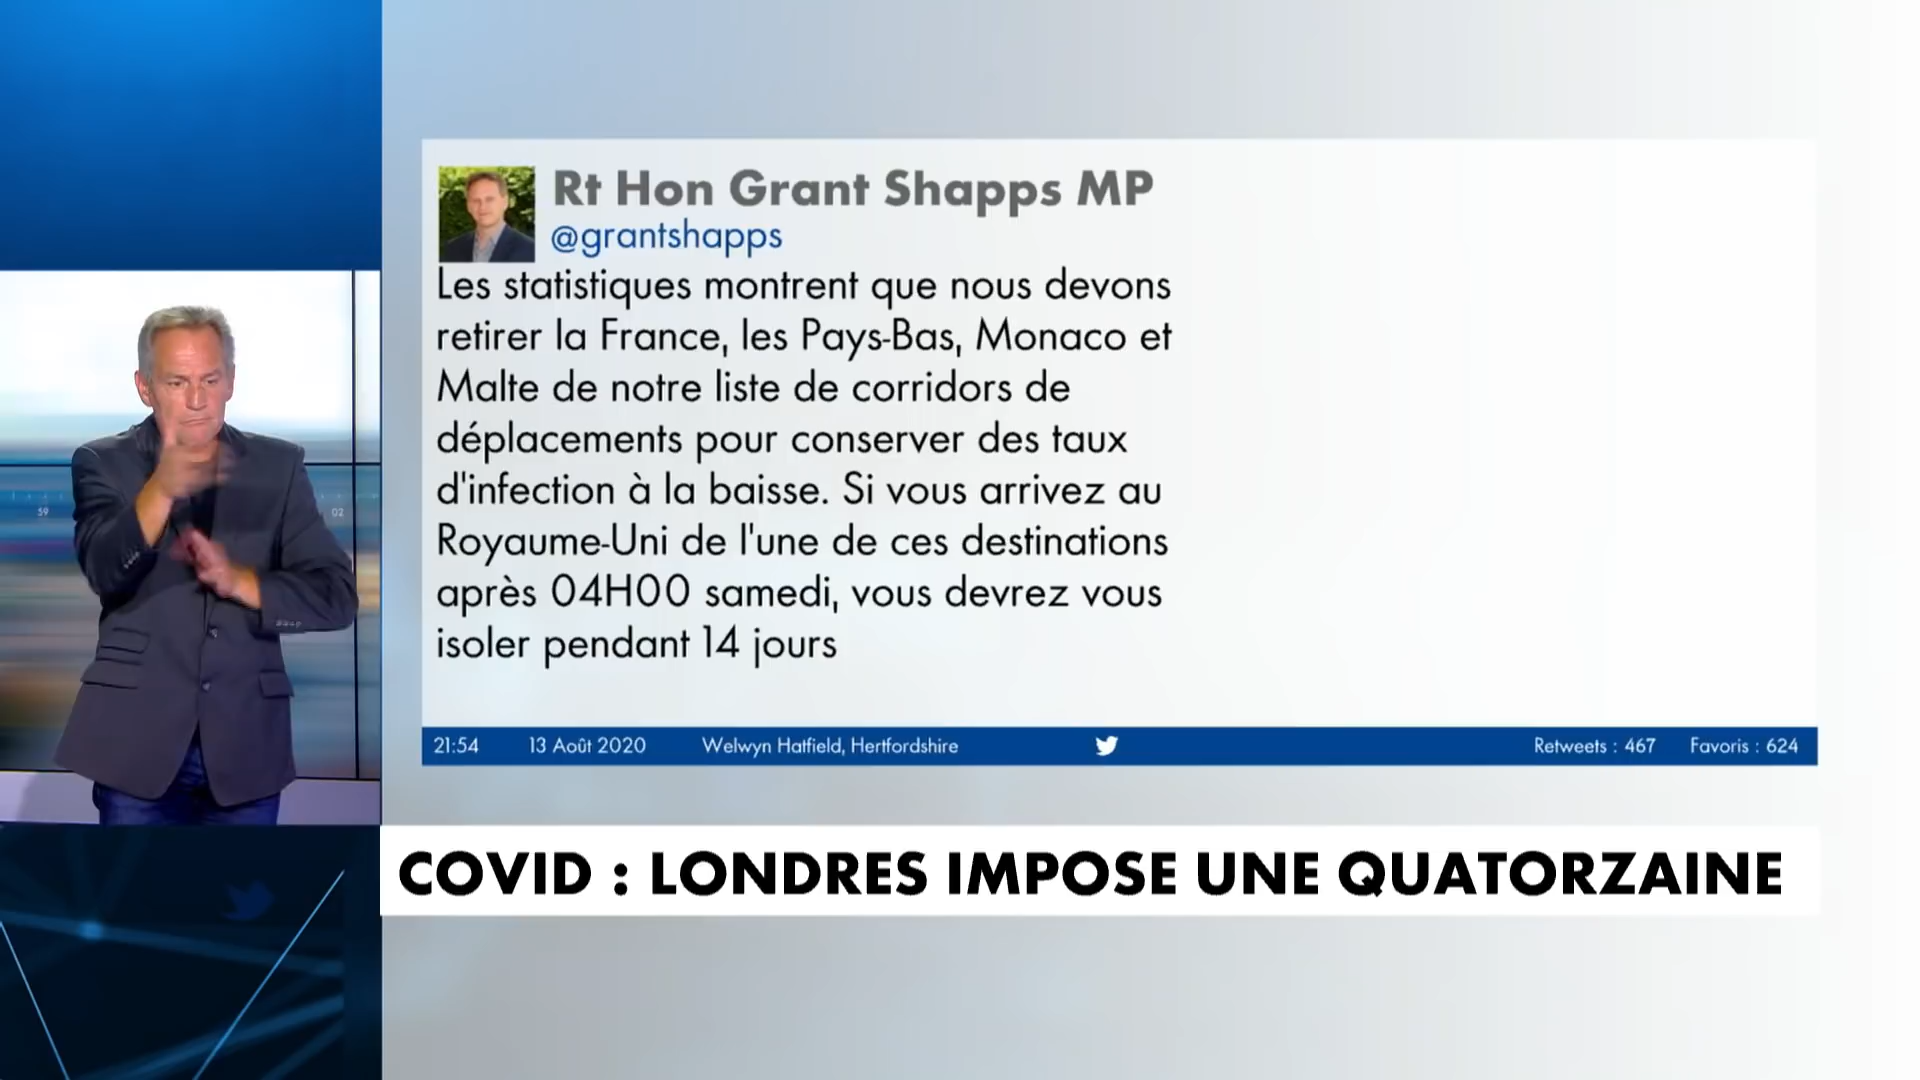 Rt Hon Grant Shapps MP
@grantshapps
Les statistiques montrent que nous devons
retirer la France, les Pays-Bas, Monaco et
Malte de notre liste de corridors de
déplacements pour conserver des taux
d'infection à la baisse. Si vous arrivez au
Royaume-Uni de l'une de ces destinations
après 04H00 samedi, vous devrez vous
isoler pendant 14 jours
21:54 13 Août 2020 Welwyn Hatfield, Hertfordshire Retweets : 467 Favoris : 624
59 02
COVID : LONDRES IMPOSE UNE QUATORZAINE